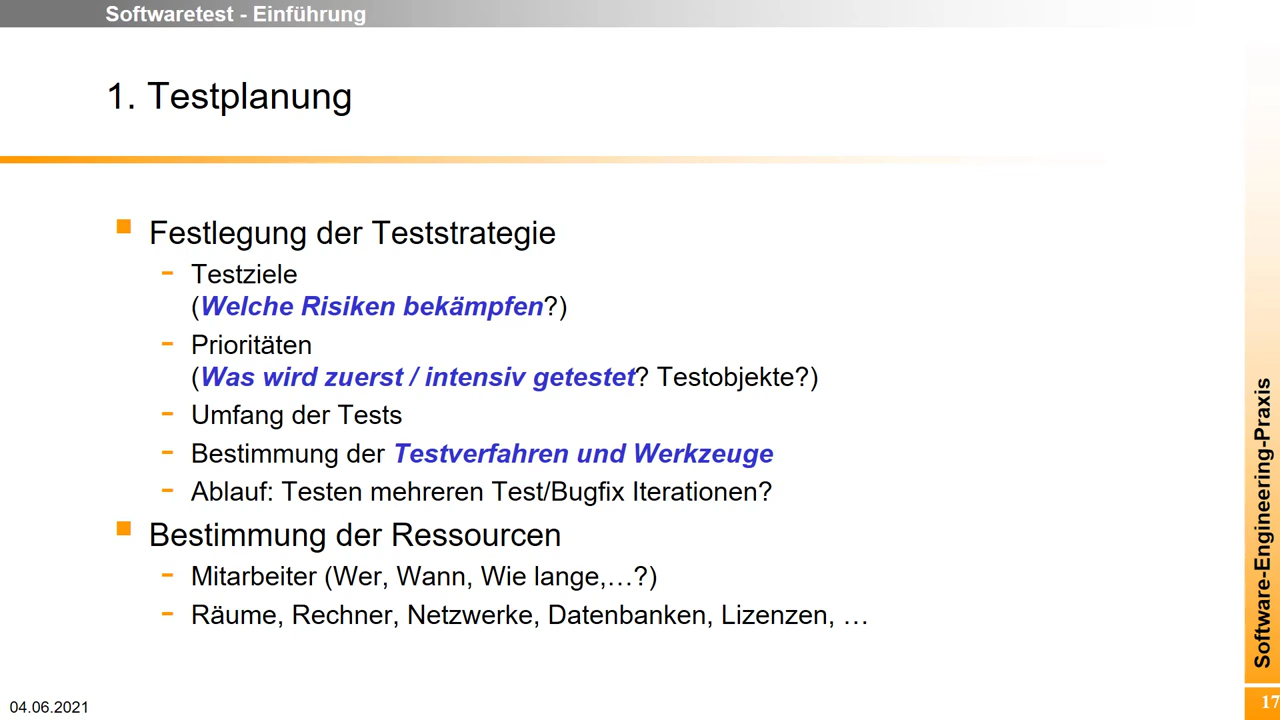 Softwaretest - Einführung
1. Testplanung
Festlegung der Teststrategie
- Testziele
(Welche Risiken bekämpfen?)
- Prioritäten
(Was wird zuerst / intensiv getestet? Testobjekte?)
- Umfang der Tests
- Bestimmung der Testverfahren und Werkzeuge
- Ablauf: Testen mehreren Test/Bugfix Iterationen?
Bestimmung der Ressourcen
- Mitarbeiter (Wer, Wann, Wie lange,…?)
- Räume, Rechner, Netzwerke, Datenbanken, Lizenzen, …
Software-Engineering-Praxis
04.06.2021
17